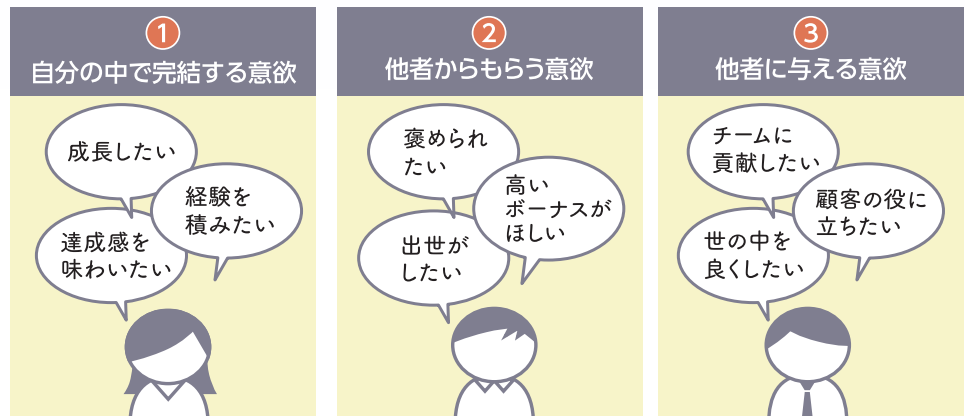 1
自分の中で完結する意欲
成長したい
経験を
積みたい
達成感を
味わいたい
2
他者からもらう意欲
褒められ
たい
高い
ボーナスが
ほしい
出世が
したい
3
他者に与える意欲
チームに
貢献したい
顧客の役に
立ちたい
世の中を
良くしたい